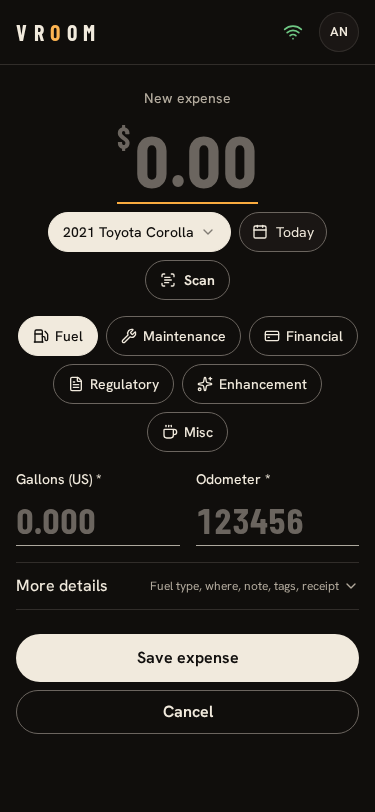 VROOM
AN
New expense
$0.00
2021 Toyota Corolla
Today
Scan
Fuel
Maintenance
Financial
Regulatory
Enhancement
Misc
Gallons (US) *
Odometer *
0.000
123456
More details
Fuel type, where, note, tags, receipt
Save expense
Cancel